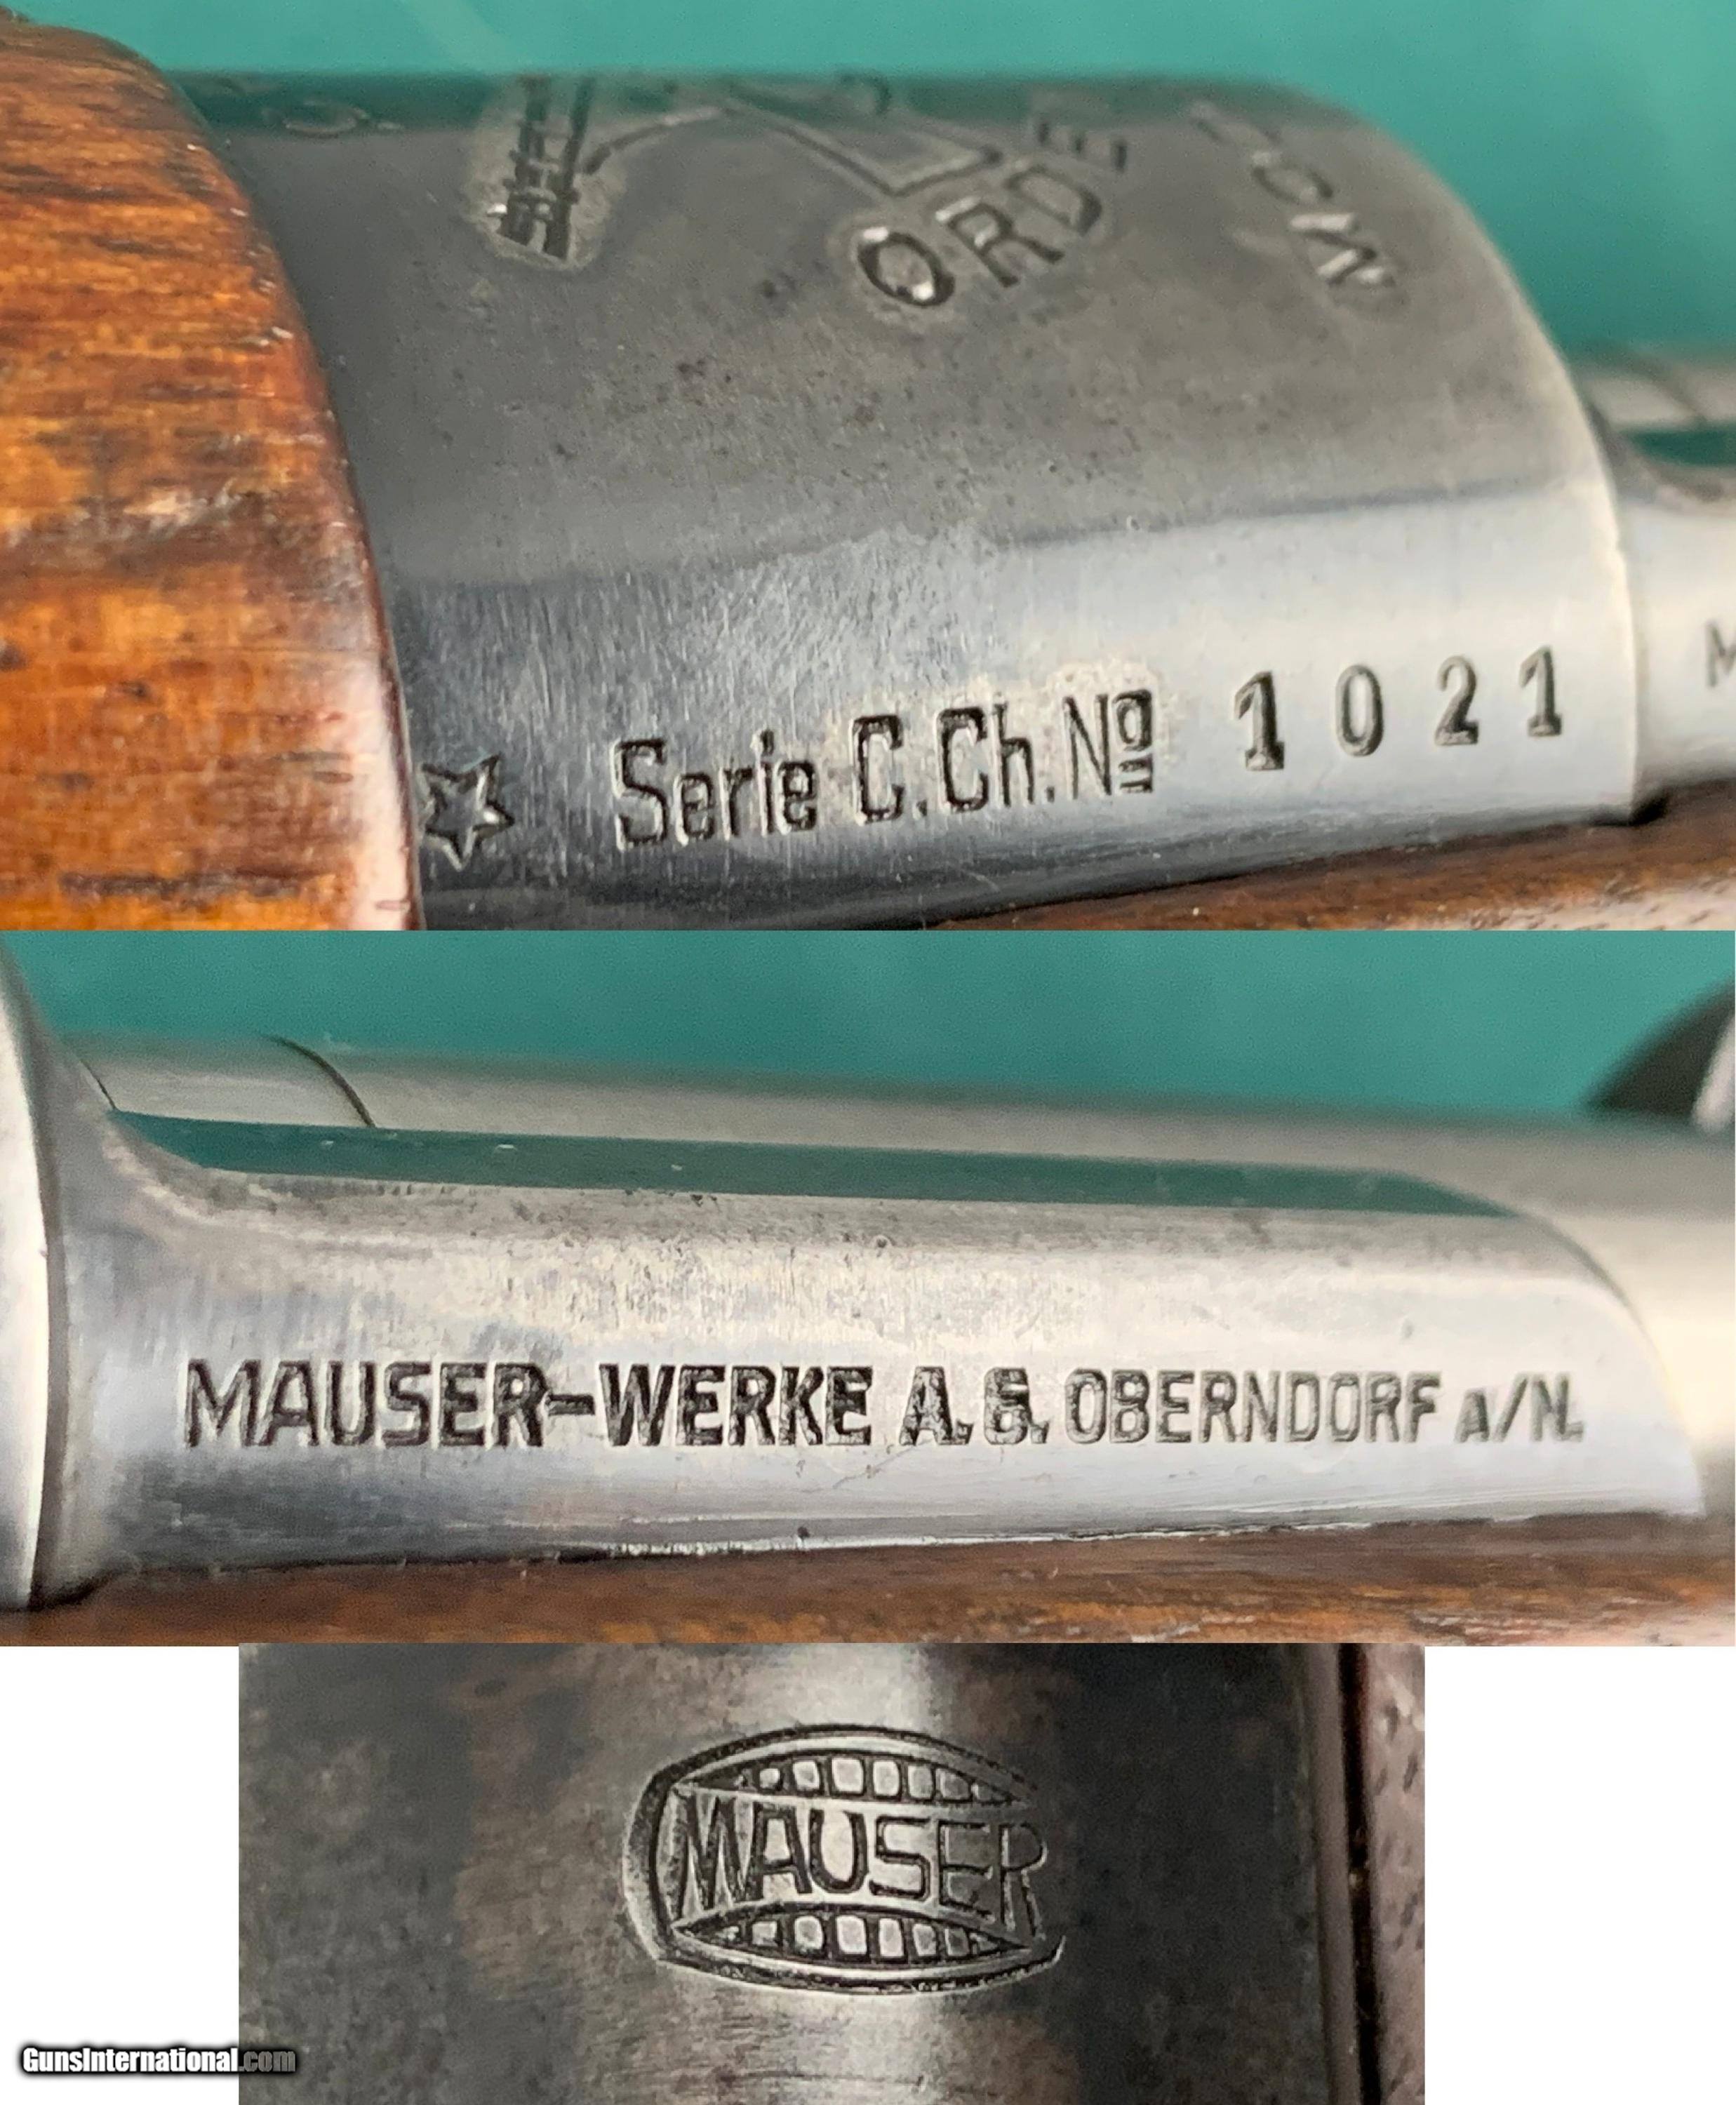 ORDE
Serie C.Ch.Nº 1021
MAUSER-WERKE A.G. OBERNDORF a/N.
MAUSER
GunsInternational.com